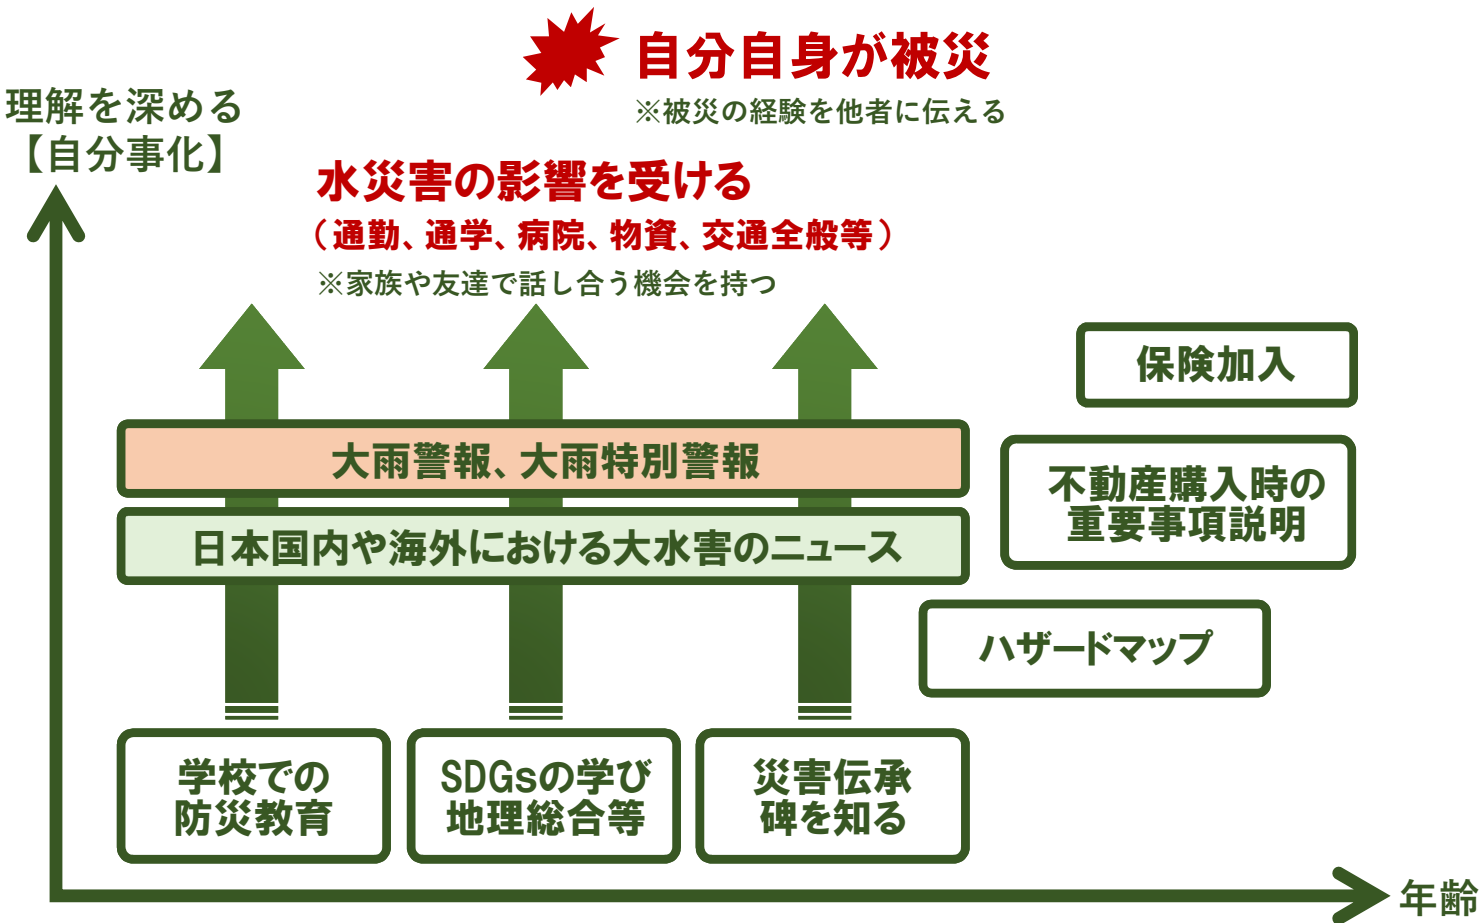 自分自身が被災
※被災の経験を他者に伝える
理解を深める
【自分事化】
水災害の影響を受ける
（通勤、通学、病院、物資、交通全般等）
※家族や友達で話し合う機会を持つ
保険加入
大雨警報、大雨特別警報
不動産購入時の
重要事項説明
日本国内や海外における大水害のニュース
ハザードマップ
学校での
防災教育
SDGsの学び
地理総合等
災害伝承
碑を知る
年齢